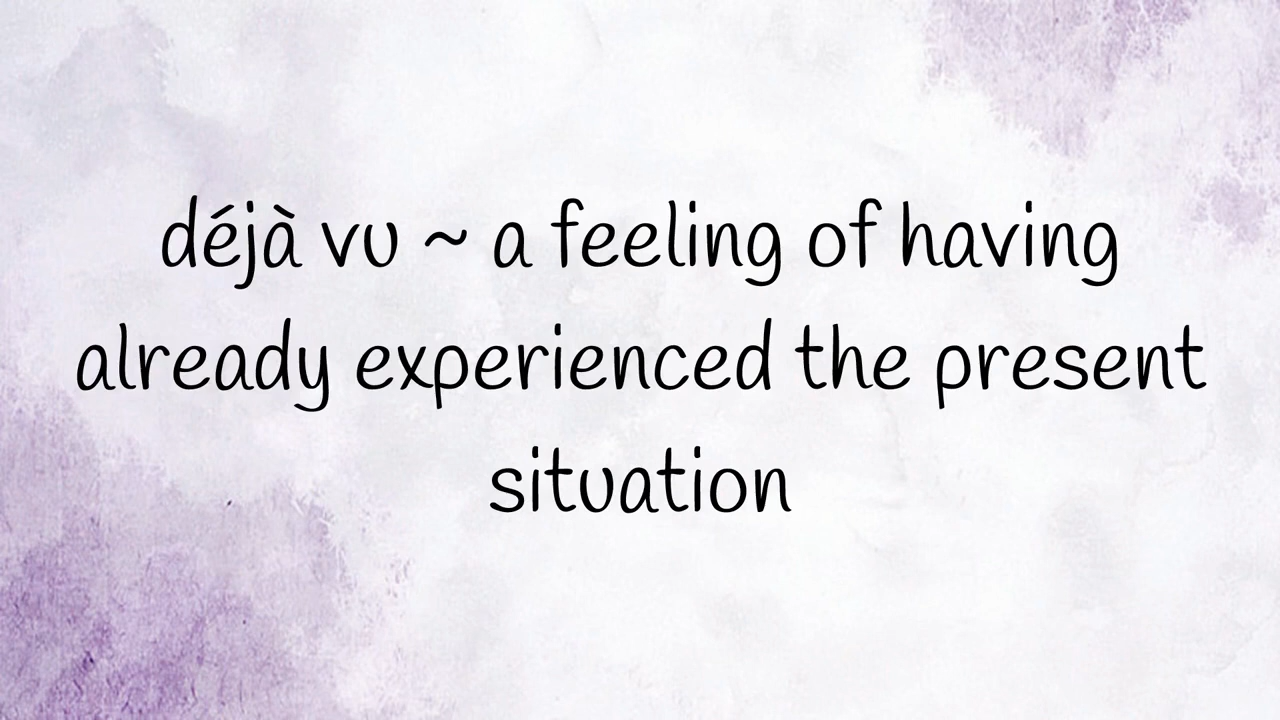 déjà vu ~ a feeling of having
already experienced the present
situation